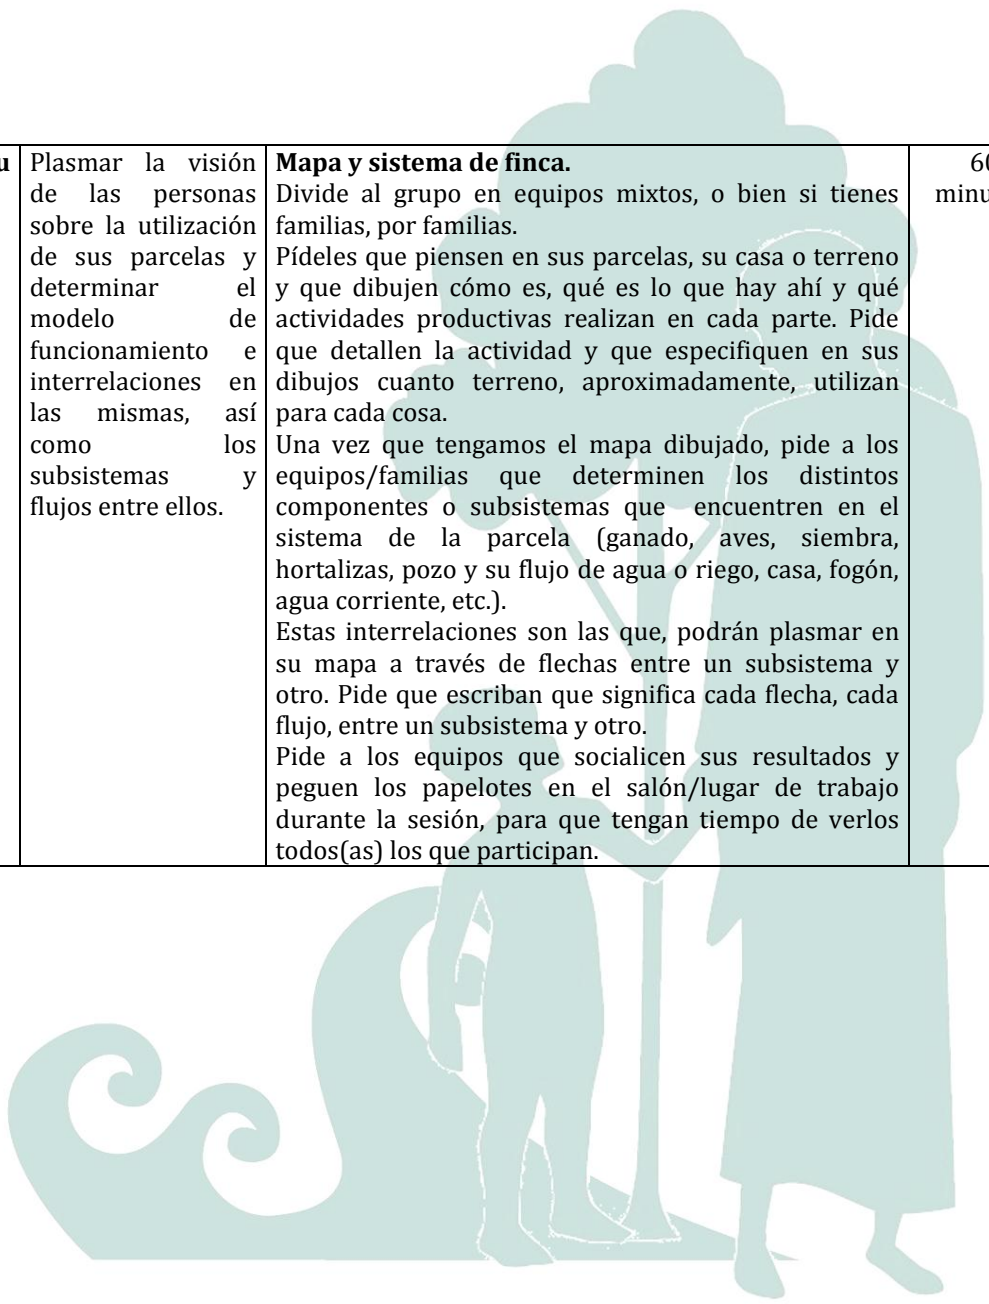 u
Plasmar la visión
de las personas
sobre la utilización
de sus parcelas y
determinar el
modelo de
funcionamiento e
interrelaciones en
las mismas, así
como los
subsistemas y
flujos entre ellos.
Mapa y sistema de finca.
Divide al grupo en equipos mixtos, o bien si tienes
familias, por familias.
Pídeles que piensen en sus parcelas, su casa o terreno
y que dibujen cómo es, qué es lo que hay ahí y qué
actividades productivas realizan en cada parte. Pide
que detallen la actividad y que especifiquen en sus
dibujos cuanto terreno, aproximadamente, utilizan
para cada cosa.
Una vez que tengamos el mapa dibujado, pide a los
equipos/familias que determinen los distintos
componentes o subsistemas que encuentren en el
sistema de la parcela (ganado, aves, siembra,
hortalizas, pozo y su flujo de agua o riego, casa, fogón,
agua corriente, etc.).
Estas interrelaciones son las que, podrán plasmar en
su mapa a través de flechas entre un subsistema y
otro. Pide que escriban que significa cada flecha, cada
flujo, entre un subsistema y otro.
Pide a los equipos que socialicen sus resultados y
peguen los papelotes en el salón/lugar de trabajo
durante la sesión, para que tengan tiempo de verlos
todos(as) los que participan.
60
minu